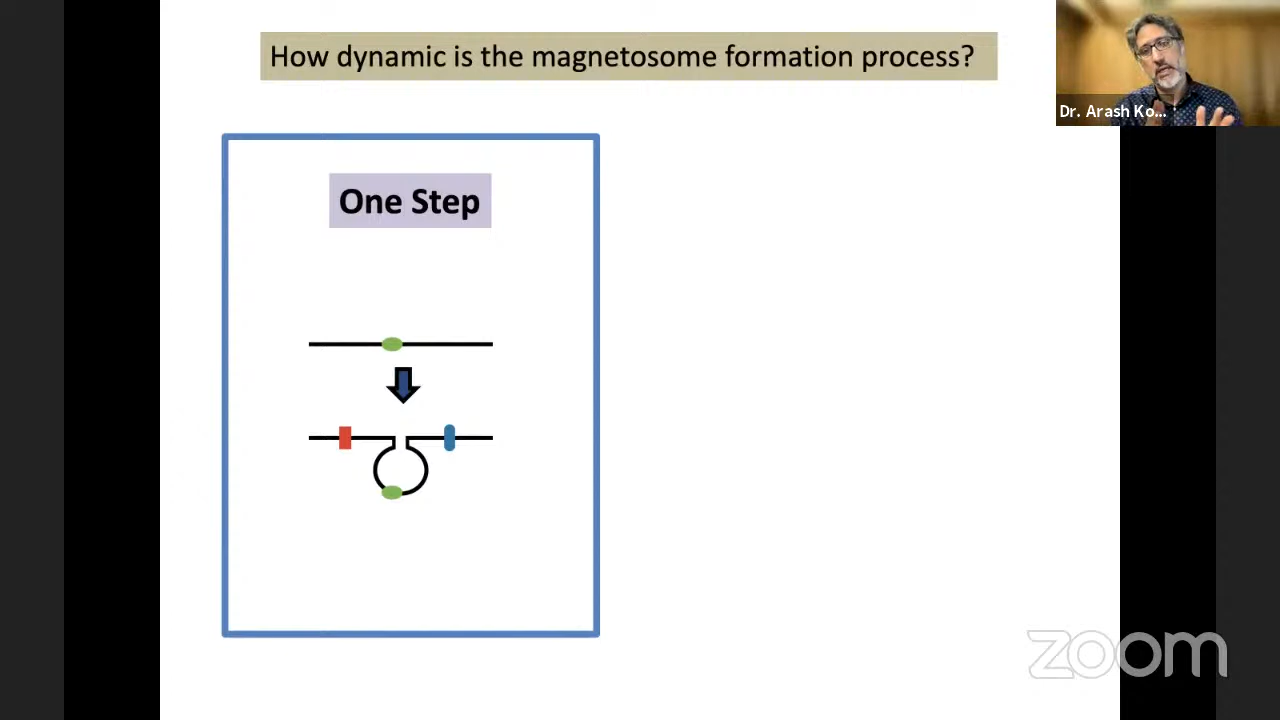 How dynamic is the magnetosome formation process?
Dr. Arash Ko...
One Step
zoom